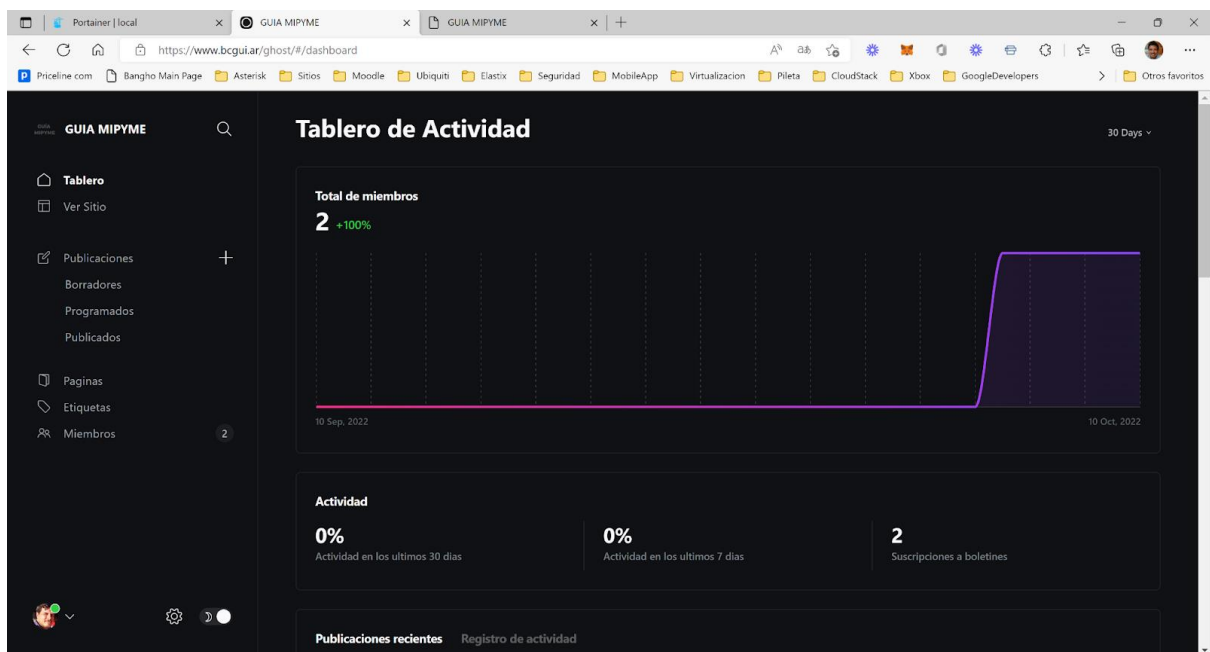 Portainer | local
GUIA MIPYME
GUIA MIPYME
https://www.bcgui.ar/ghost/#/dashboard
Priceline com
Bangho Main Page
Asterisk
Sitios
Moodle
Ubiquiti
Elastix
Seguridad
MobileApp
Virtualizacion
Pileta
CloudStack
Xbox
GoogleDevelopers
Otros favoritos
GUIA MIPYME
Tablero
Ver Sitio
Publicaciones
Borradores
Programados
Publicados
Paginas
Etiquetas
Miembros 2
Tablero de Actividad
30 Days
Total de miembros
2 +100%
10 Sep, 2022 10 Oct, 2022
Actividad
0% 0% 2
Actividad en los ultimos 30 dias Actividad en los ultimos 7 dias Suscripciones a boletines
Publicaciones recientes Registro de actividad